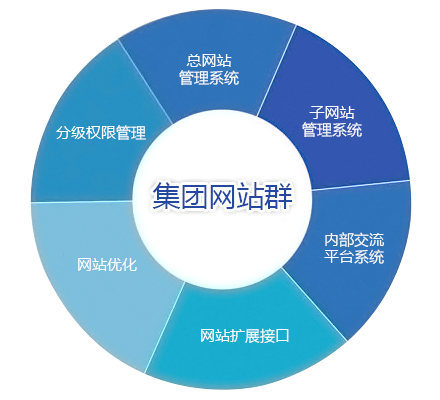 总网站
管理系统
子网站
管理系统
分级权限管理
集团网站群
内部交流
平台系统
网站优化
网站扩展接口